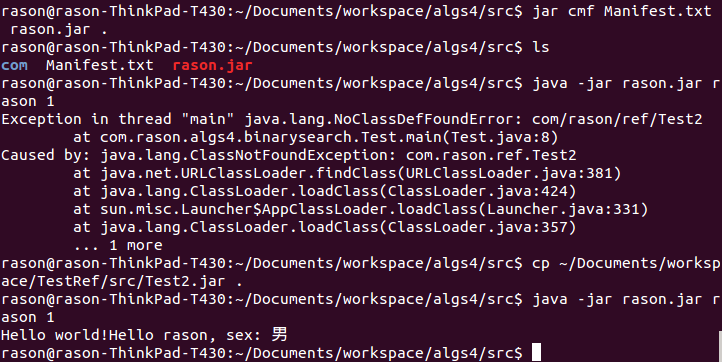 rason@rason-ThinkPad-T430:~/Documents/workspace/algs4/src$ jar cmf Manifest.txt
 rason.jar .
rason@rason-ThinkPad-T430:~/Documents/workspace/algs4/src$ ls
com  Manifest.txt  rason.jar
rason@rason-ThinkPad-T430:~/Documents/workspace/algs4/src$ java -jar rason.jar r
ason 1
Exception in thread "main" java.lang.NoClassDefFoundError: com/rason/ref/Test2
        at com.rason.algs4.binarysearch.Test.main(Test.java:8)
Caused by: java.lang.ClassNotFoundException: com.rason.ref.Test2
        at java.net.URLClassLoader.findClass(URLClassLoader.java:381)
        at java.lang.ClassLoader.loadClass(ClassLoader.java:424)
        at sun.misc.Launcher$AppClassLoader.loadClass(Launcher.java:331)
        at java.lang.ClassLoader.loadClass(ClassLoader.java:357)
        ... 1 more
rason@rason-ThinkPad-T430:~/Documents/workspace/algs4/src$ cp ~/Documents/worksp
ace/TestRef/src/Test2.jar .
rason@rason-ThinkPad-T430:~/Documents/workspace/algs4/src$ java -jar rason.jar r
ason 1
Hello world!Hello rason, sex: 男
rason@rason-ThinkPad-T430:~/Documents/workspace/algs4/src$